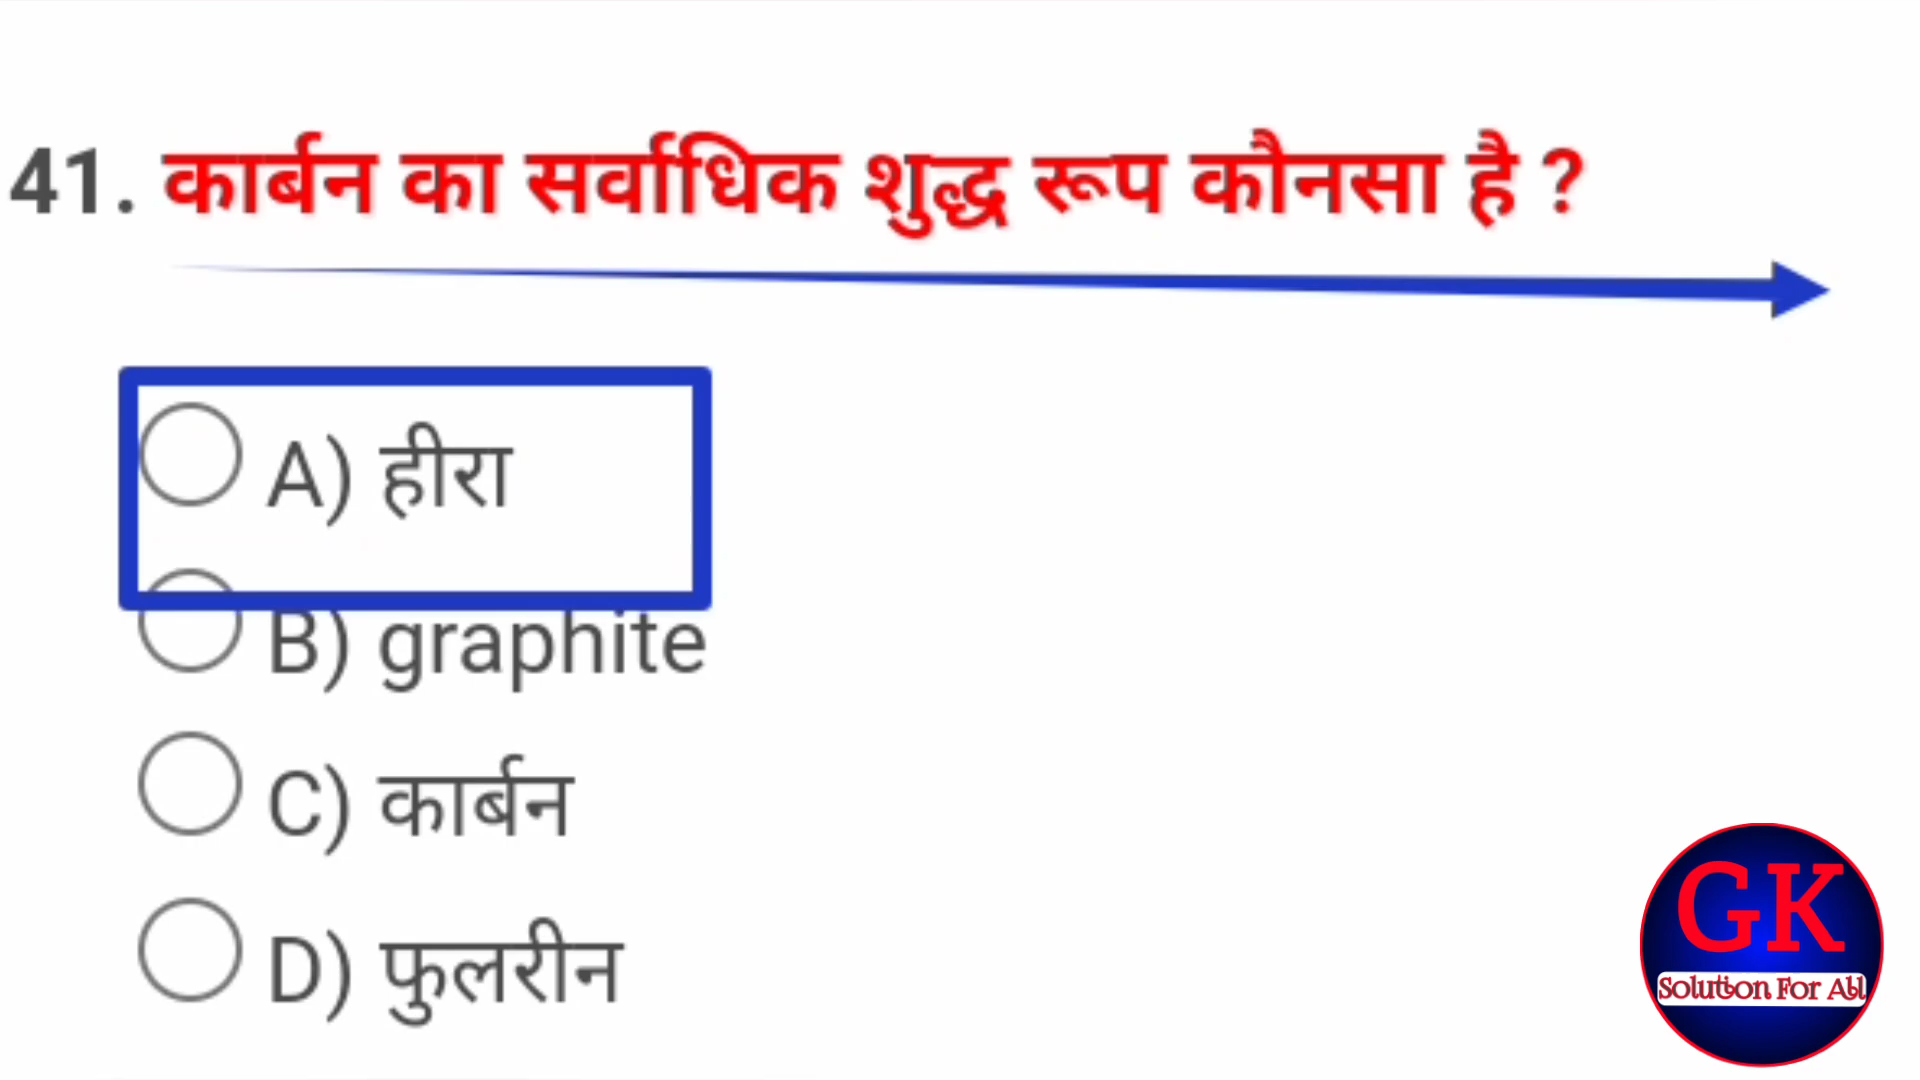 41. कार्बन का सर्वाधिक शुद्ध रूप कौनसा है ?
A) हीरा
B) graphite
C) कार्बन
D) फुलरीन
GK
Solution For All